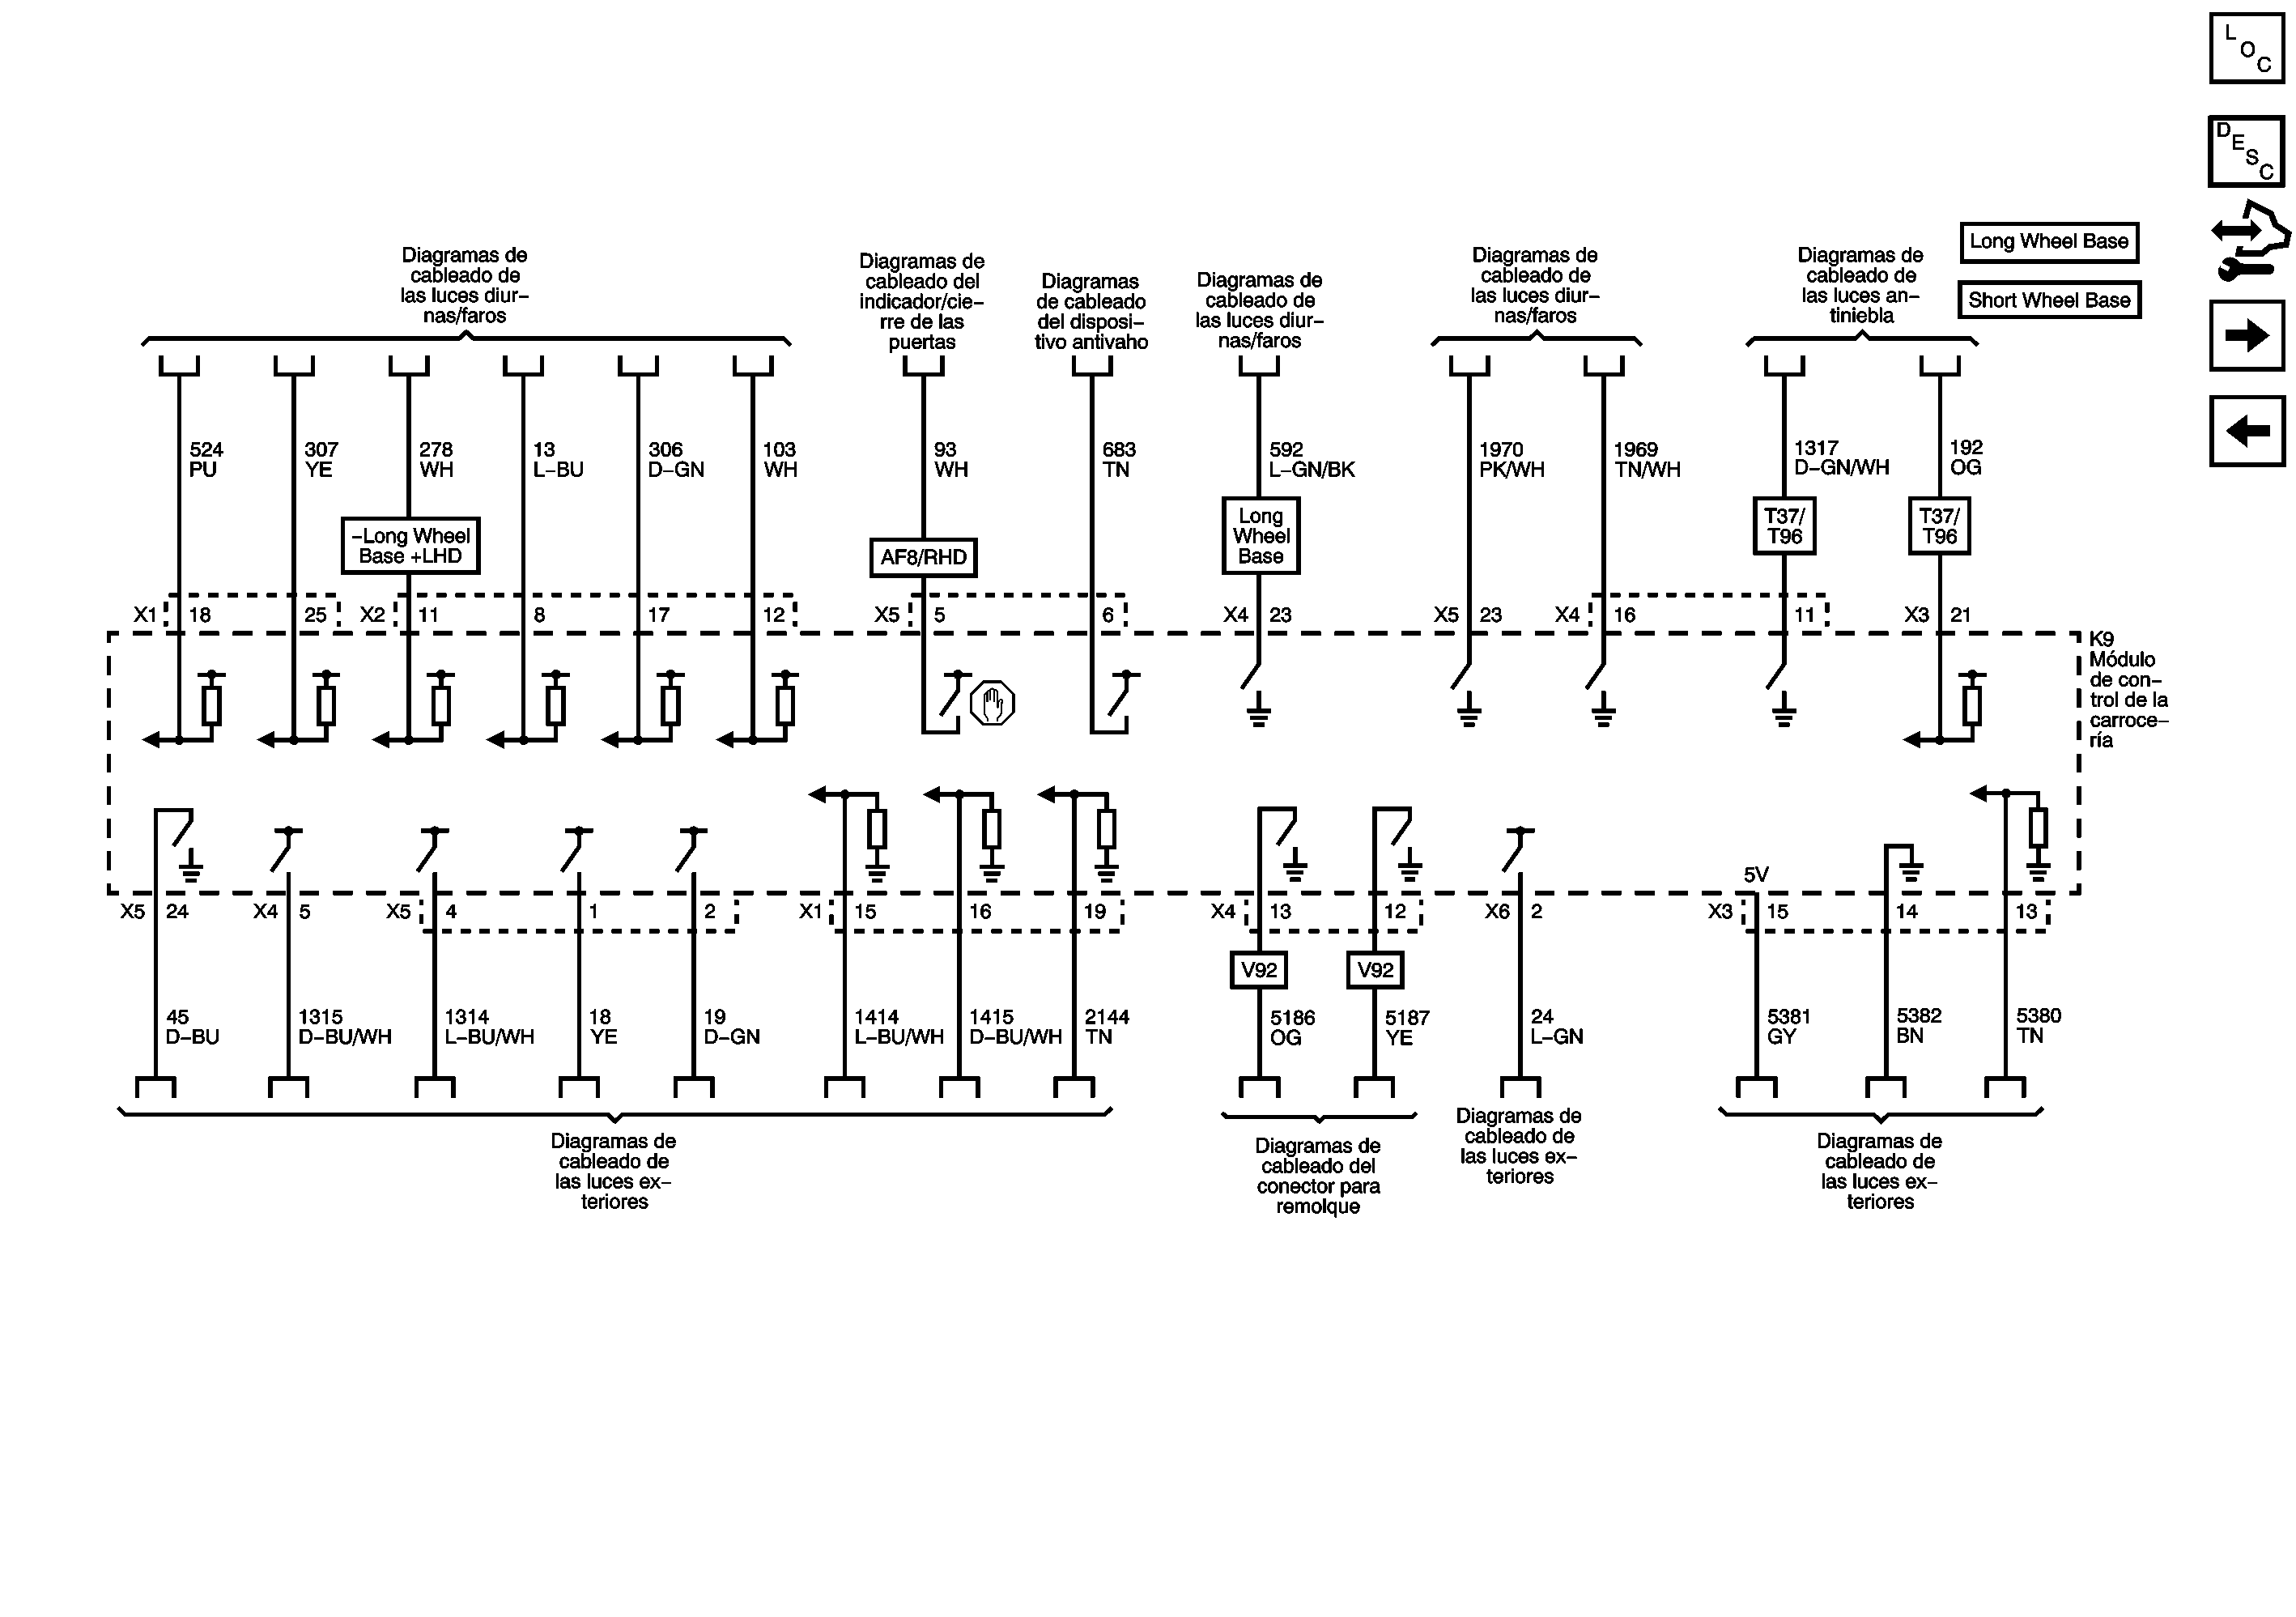 L
O
C
D
E
S
C
Long Wheel Base
Short Wheel Base
Diagramas de
cableado de
las luces diur–
nas/faros
Diagramas de
cableado del
indicador/cie–
rre de las
puertas
Diagramas
de cableado
del disposi–
tivo antivaho
Diagramas de
cableado de
las luces diur–
nas/faros
Diagramas de
cableado de
las luces diur–
nas/faros
Diagramas de
cableado de
las luces an–
tiniebla
524
PU
307
YE
278
WH
13
L–BU
306
D–GN
103
WH
93
WH
683
TN
592
L–GN/BK
1970
PK/WH
1969
TN/WH
1317
D–GN/WH
192
OG
–Long Wheel
Base +LHD
AF8/RHD
Long
Wheel
Base
T37/
T96
T37/
T96
X1 18 25 X2 11 8 17 12 X5 5 6 X4 23 X5 23 X4 16 11 X3 21
K9
Módulo
de con–
trol de la
carroce–
ría
5V
X5 24 X4 5 X5 4 1 2 X1 15 16 19 X4 13 12 X6 2 X3 15 14 13
V92
V92
45
D–BU
1315
D–BU/WH
1314
L–BU/WH
18
YE
19
D–GN
1414
L–BU/WH
1415
D–BU/WH
2144
TN
5186
OG
5187
YE
24
L–GN
5381
GY
5382
BN
5380
TN
Diagramas de
cableado de
las luces ex–
teriores
Diagramas de
cableado del
conector para
remolque
Diagramas de
cableado de
las luces ex–
teriores
Diagramas de
cableado de
las luces ex–
teriores